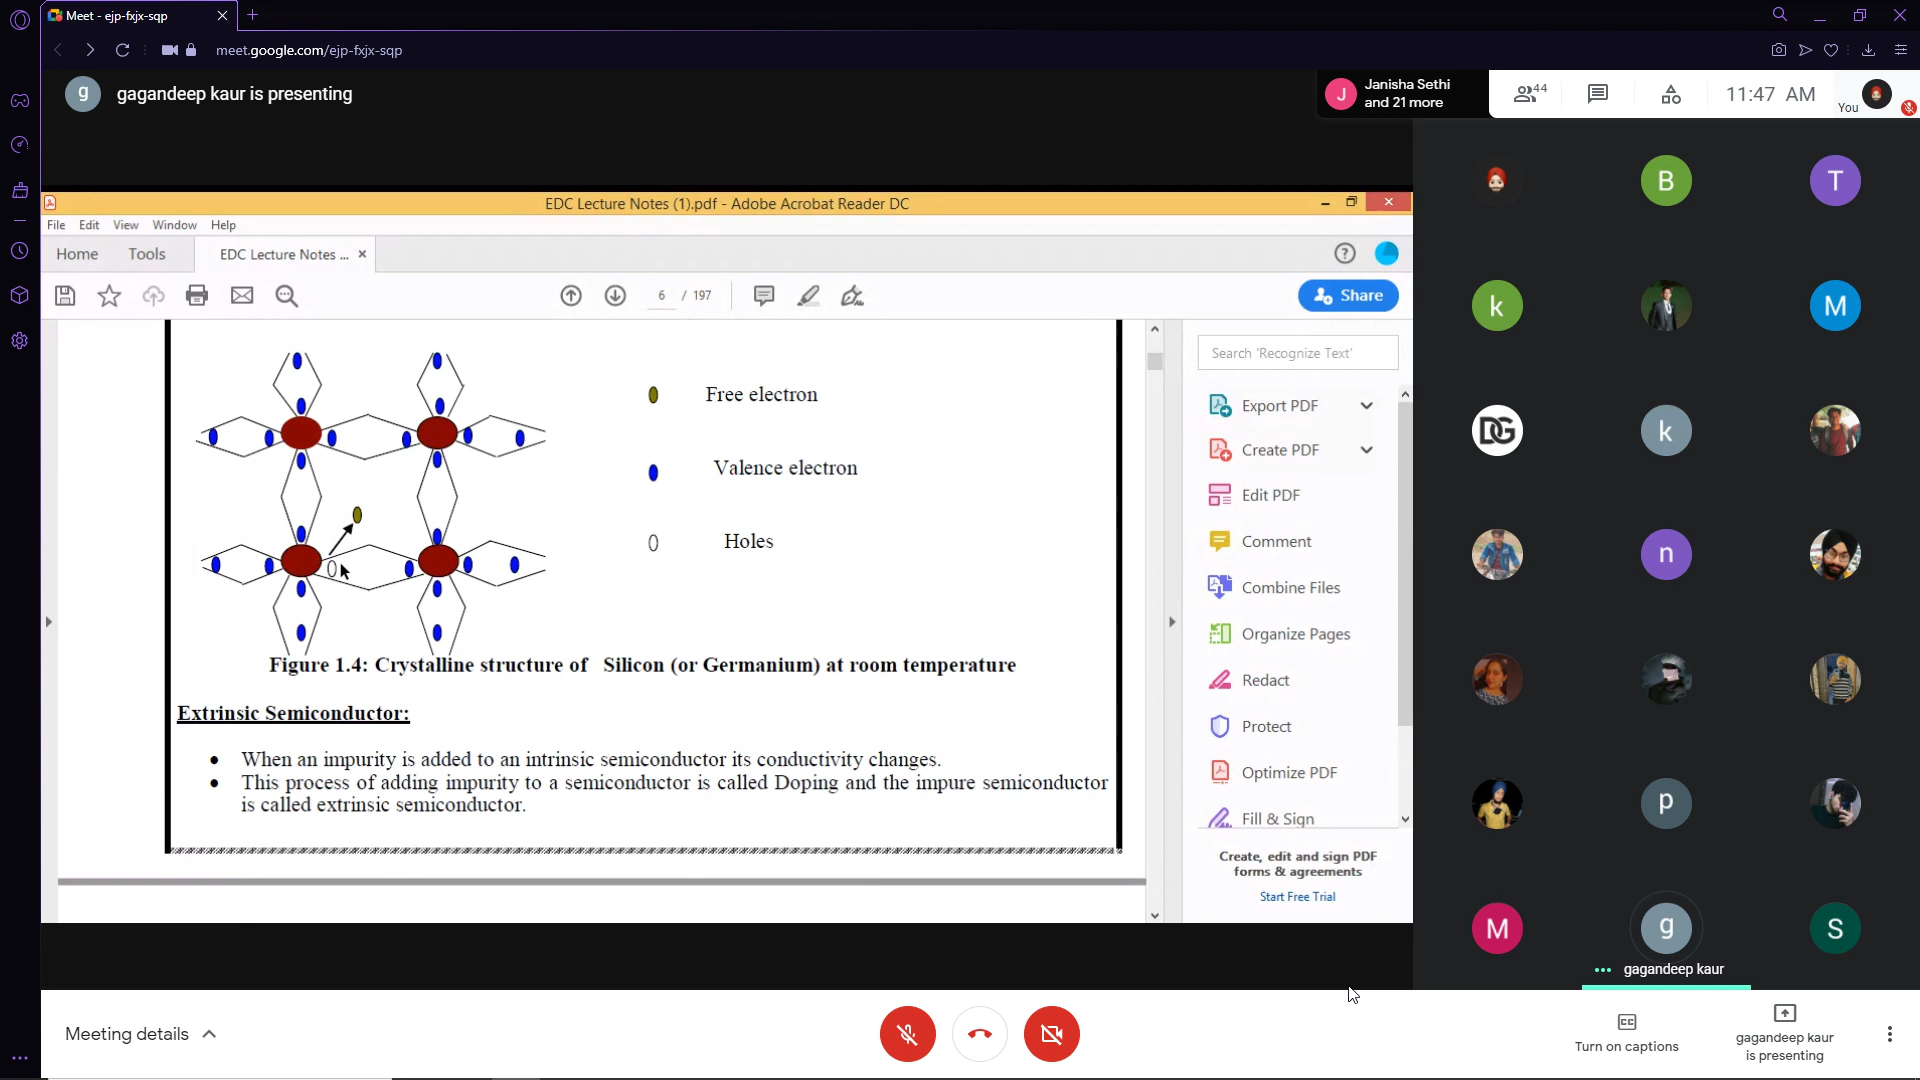 Meet - ejp-fxjx-sqp
meet.google.com/ejp-fxjx-sqp
g
gagandeep kaur is presenting
J
Janisha Sethi
and 21 more
44
11:47 AM
You
EDC Lecture Notes (1).pdf - Adobe Acrobat Reader DC
File Edit View Window Help
Home Tools EDC Lecture Notes ...
6 / 197
Share
Free electron
Valence electron
Holes
Figure 1.4: Crystalline structure of Silicon (or Germanium) at room temperature
Extrinsic Semiconductor:
• When an impurity is added to an intrinsic semiconductor its conductivity changes.
• This process of adding impurity to a semiconductor is called Doping and the impure semiconductor
is called extrinsic semiconductor.
Search 'Recognize Text'
Export PDF
Create PDF
Edit PDF
Comment
Combine Files
Organize Pages
Redact
Protect
Optimize PDF
Fill & Sign
Create, edit and sign PDF
forms & agreements
Start Free Trial
B T
k M
DG k
n
p
M g S
gagandeep kaur
Meeting details
Turn on captions
gagandeep kaur
is presenting